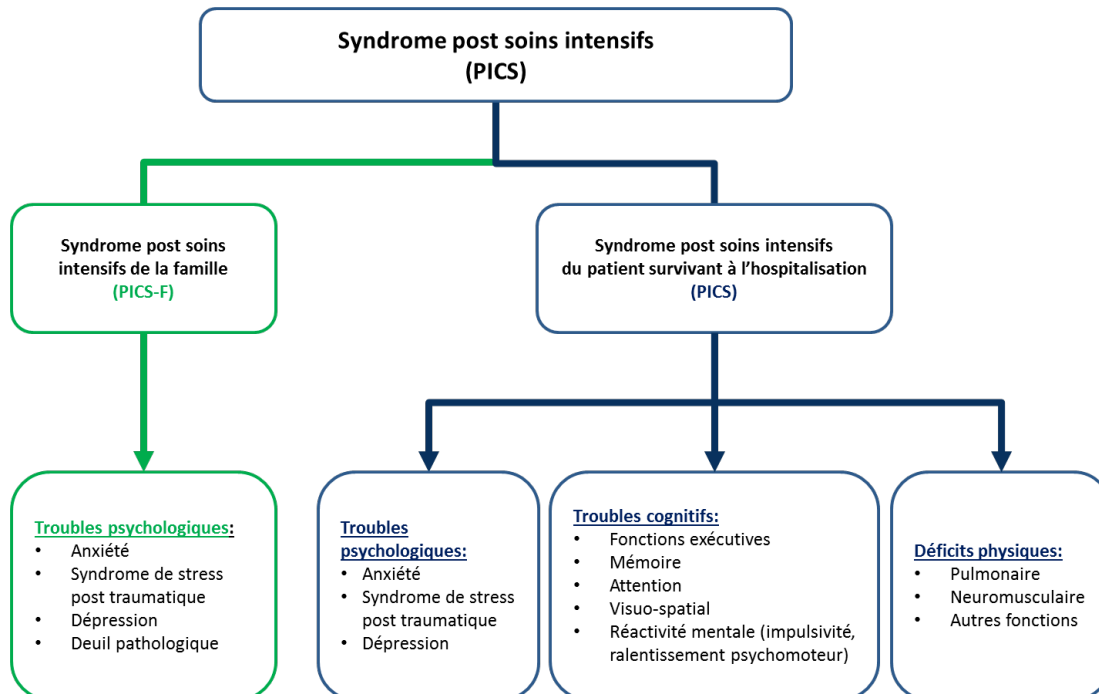 Syndrome post soins intensifs
(PICS)
Syndrome post soins
intensifs de la famille
(PICS-F)
Syndrome post soins intensifs
du patient survivant à l’hospitalisation
(PICS)
Troubles psychologiques:
• Anxiété
• Syndrome de stress
post traumatique
• Dépression
• Deuil pathologique
Troubles
psychologiques:
• Anxiété
• Syndrome de stress
post traumatique
• Dépression
Troubles cognitifs:
• Fonctions exécutives
• Mémoire
• Attention
• Visuo-spatial
• Réactivité mentale (impulsivité,
ralentissement psychomoteur)
Déficits physiques:
• Pulmonaire
• Neuromusculaire
• Autres fonctions